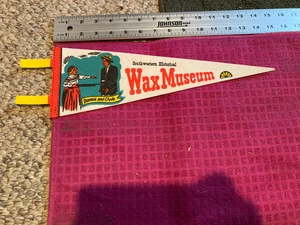 JOHNSON
Southwestern Historical
Wax Museum
Bonnie and Clyde